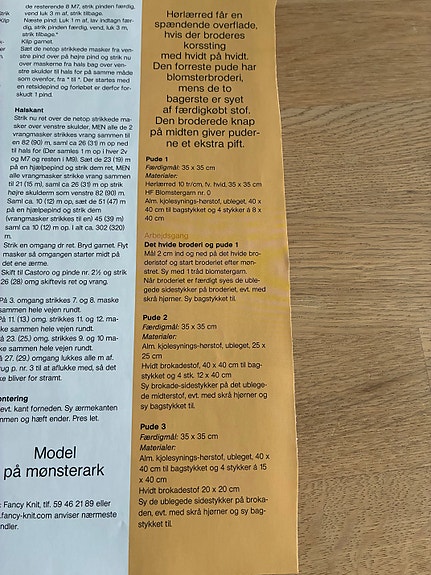 de resterende 8 M7, strik pinden færdig,
vend luk 3 m af, strik tilbage.
Næste pind: Luk 1 m af, lav indtagn fær-
dig, strik pinden færdig, vend, luk 3 m af,
strik tilbage.*
Klip garnet.
Sæt de netop strikkede masker fra ven-
stre pind over på højre pind og strik nu
over maskerne fra hals bag over ven-
stre skulder til hals for på samme måde
som ovenfor, fra * til *. Der startes med
en retsidepind og forløbet er derfor for-
skudt 1 pind.
Halskant
Strik nu ret over de netop strikkede ma-
sker over venstre skulder, MEN alle de 2
vrangmasker strikkes vrang sammen til
en 82 (90) m, saml ca 26 (31) m op ned
til hals for (Der samles 1 m op i hver 2v
og M7 og resten i M9). Sæt de 23 (19) m
på en hjælpepind og strik dem ret, MEN
alle vrangmasker strikke vrang sammen
til 21 (15) m, saml ca 26 (31) m op strik
højre skulderm som venstre 82 (90) m.
Saml ca. 10 (12) m op, sæt de 51 (47) m
på en hjælpepind og strik dem
(vrangmasker strikkes til en) 45 (39) m
saml ca 10 (12) m op. I alt ca. 302 (320)
m.
Strik en omgang dr ret. Bryd garnet. Flyt
masker så omgangen starter midt på
det ene ærme.
Skift til Castoro og pinde nr. 2½ og strik
26 (28) omg skiftevis ret og vrang.
På 3. omgang strikkes 7. og 8. maske
sammen hele vejen rundt.
På 11. (13.) omg. strikkes 11. og 12. ma-
ske sammen hele vejen rundt.
å 23. (25.) omg. strikkes 9. og 10 ma-
ske sammen hele vejen rundt.
å 27. (29.) omgang lukkes alle m af.
rug p. nr. 3 til at aflukke med, så det
ke bliver for stramt.
entering
evt. kant forneden. Sy ærmekanten
mmen og hæft ender. Pres let.
Model
på mønsterark
: Fancy Knit, tlf. 59 46 21 89 eller
.fancy-knit.com anviser nærmeste
ndler.
Hørlærred får en
spændende overflade,
hvis der broderes
korssting
med hvidt på hvidt.
Den forreste pude har
blomsterbroderi,
mens de to
bagerste er syet
af færdigkøbt stof.
Den broderede knap
på midten giver puder-
ne et ekstra pift.
Pude 1
Færdigmål: 35 x 35 cm
Materialer:
Hørlærred 10 tr/cm, fv. hvid, 35 x 35 cm
HF Blomstergarn nr. 0
Alm. kjolesynings-hørstof, ubleget, 40 x
40 cm til bagstykket og 4 stykker á 8 x
40 cm
Arbejdsgang
Det hvide broderi og pude 1
Mål 2 cm ind og ned på det hvide bro-
deristof og start broderiet efter møn-
stret. Sy med 1 tråd blomstergarn.
Når broderiet er færdigt syes de uble-
gede sidestykker på broderiet, evt. med
skrå hjørner. Sy bagstykket til.
Pude 2
Færdigmål: 35 x 35 cm
Materialer:
Alm. kjolesynings-hørstof, ubleget, 25 x
25 cm
Hvidt brokadestof, 40 x 40 cm til bag-
stykket og 4 stk. 12 x 40 cm
Sy brokade-sidestykker på det ublege-
de midterstof, evt. med skrå hjørner og
sy bagstykket til.
Pude 3
Færdigmål: 35 x 35 cm
Materialer:
Alm. kjolesynings-hørstof, ubleget, 40 x
40 cm til bagstykket og 4 stykker á 15
x 40 cm
Hvidt brokadestof 20 x 20 cm
Sy de ublegede sidestykker på broka-
den, evt. med skrå hjørner og sy bag-
stykket til.